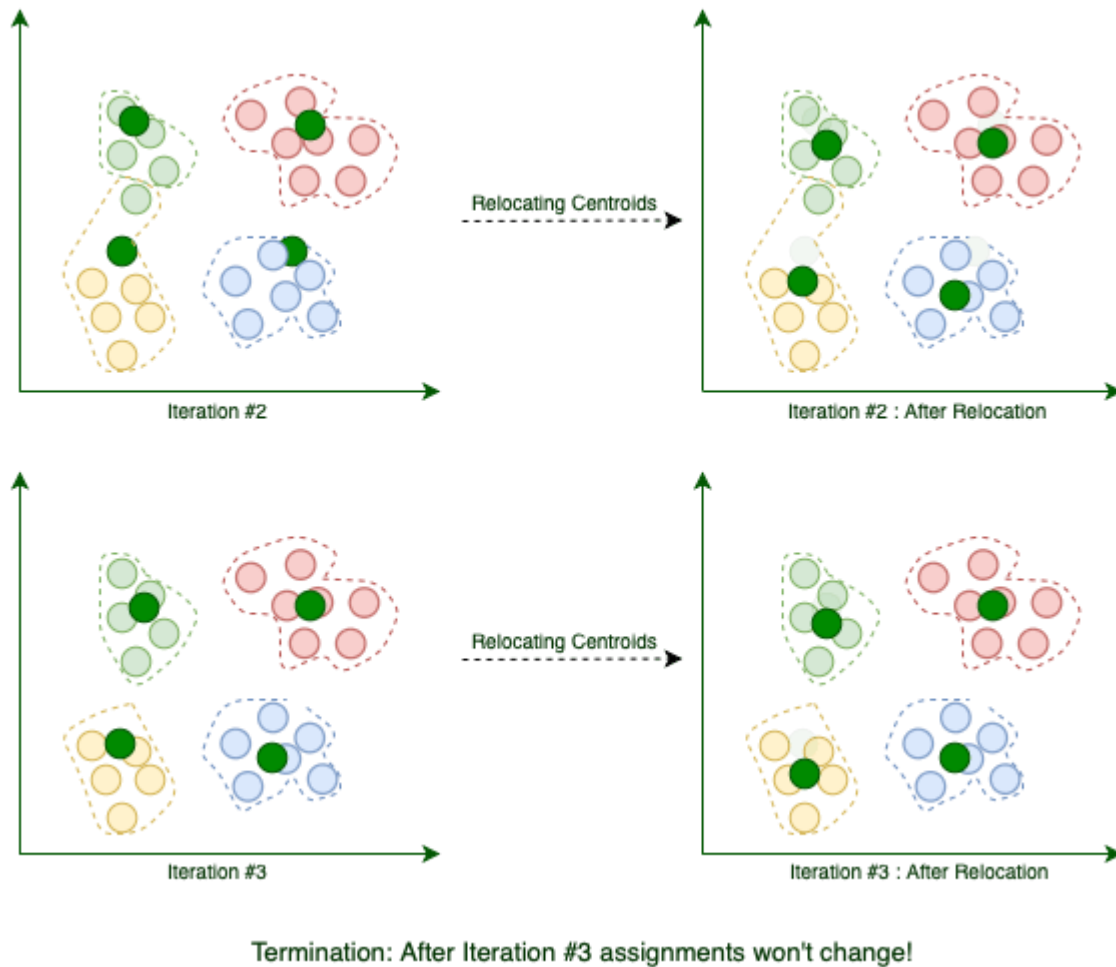 Relocating Centroids
Iteration #2
Iteration #2 : After Relocation
Relocating Centroids
Iteration #3
Iteration #3 : After Relocation
Termination: After Iteration #3 assignments won't change!